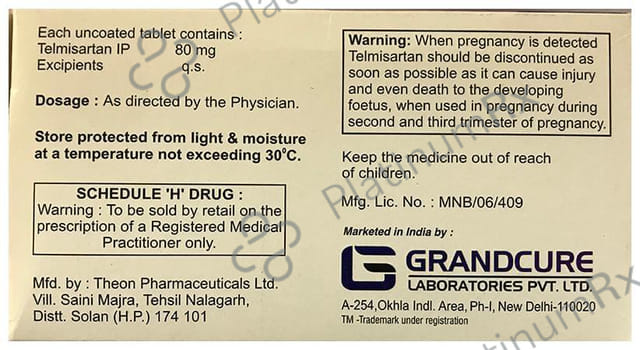 Each uncoated tablet contains :
Telmisartan IP 80 mg
Excipients q.s.
Dosage : As directed by the Physician.
Store protected from light & moisture
at a temperature not exceeding 30°C.
SCHEDULE 'H' DRUG :
Warning : To be sold by retail on the
prescription of a Registered Medical
Practitioner only.
Mfd. by : Theon Pharmaceuticals Ltd.
Vill. Saini Majra, Tehsil Nalagarh,
Distt. Solan (H.P.) 174 101
Warning: When pregnancy is detected
Telmisartan should be discontinued as
soon as possible as it can cause injury
and even death to the developing
foetus, when used in pregnancy during
second and third trimester of pregnancy.
Keep the medicine out of reach
of children.
Mfg. Lic. No. : MNB/06/409
Marketed in India by :
GRANDCURE
LABORATORIES PVT. LTD.
A-254,Okhla Indl. Area, Ph-I, New Delhi-110020
TM -Trademark under registration
PlatinumRx
PlatinumRx
PlatinumRx